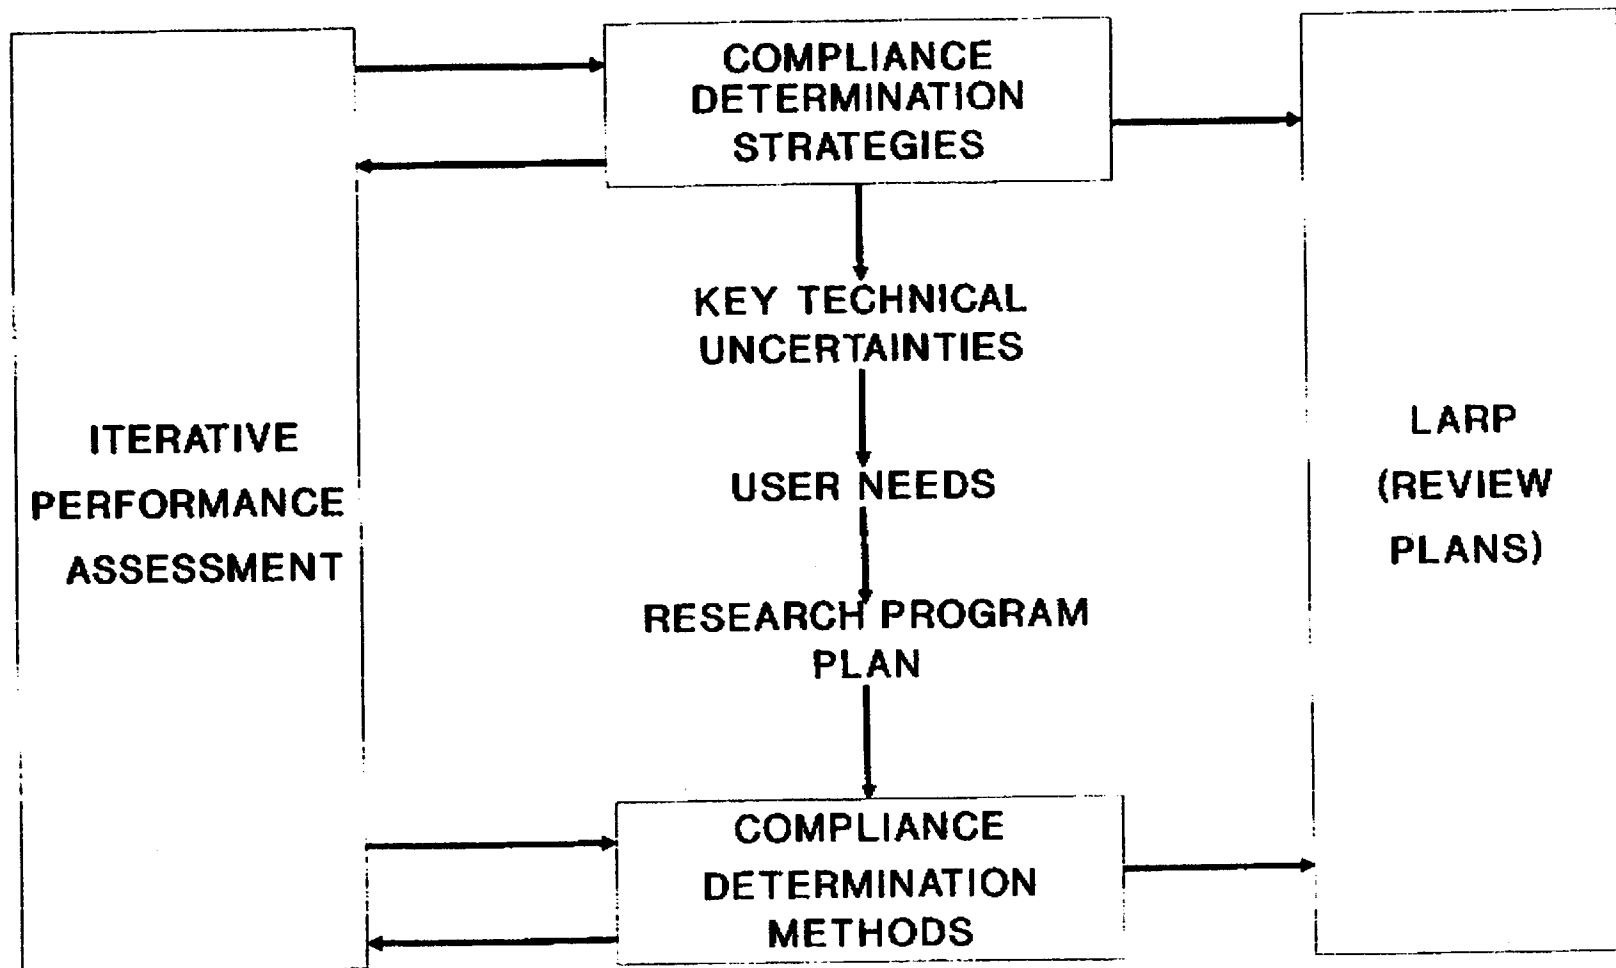 COMPLIANCE
DETERMINATION
STRATEGIES
KEY TECHNICAL
UNCERTAINTIES
USER NEEDS
RESEARCH PROGRAM
PLAN
COMPLIANCE
DETERMINATION
METHODS
ITERATIVE
PERFORMANCE
ASSESSMENT
LARP
(REVIEW
PLANS)